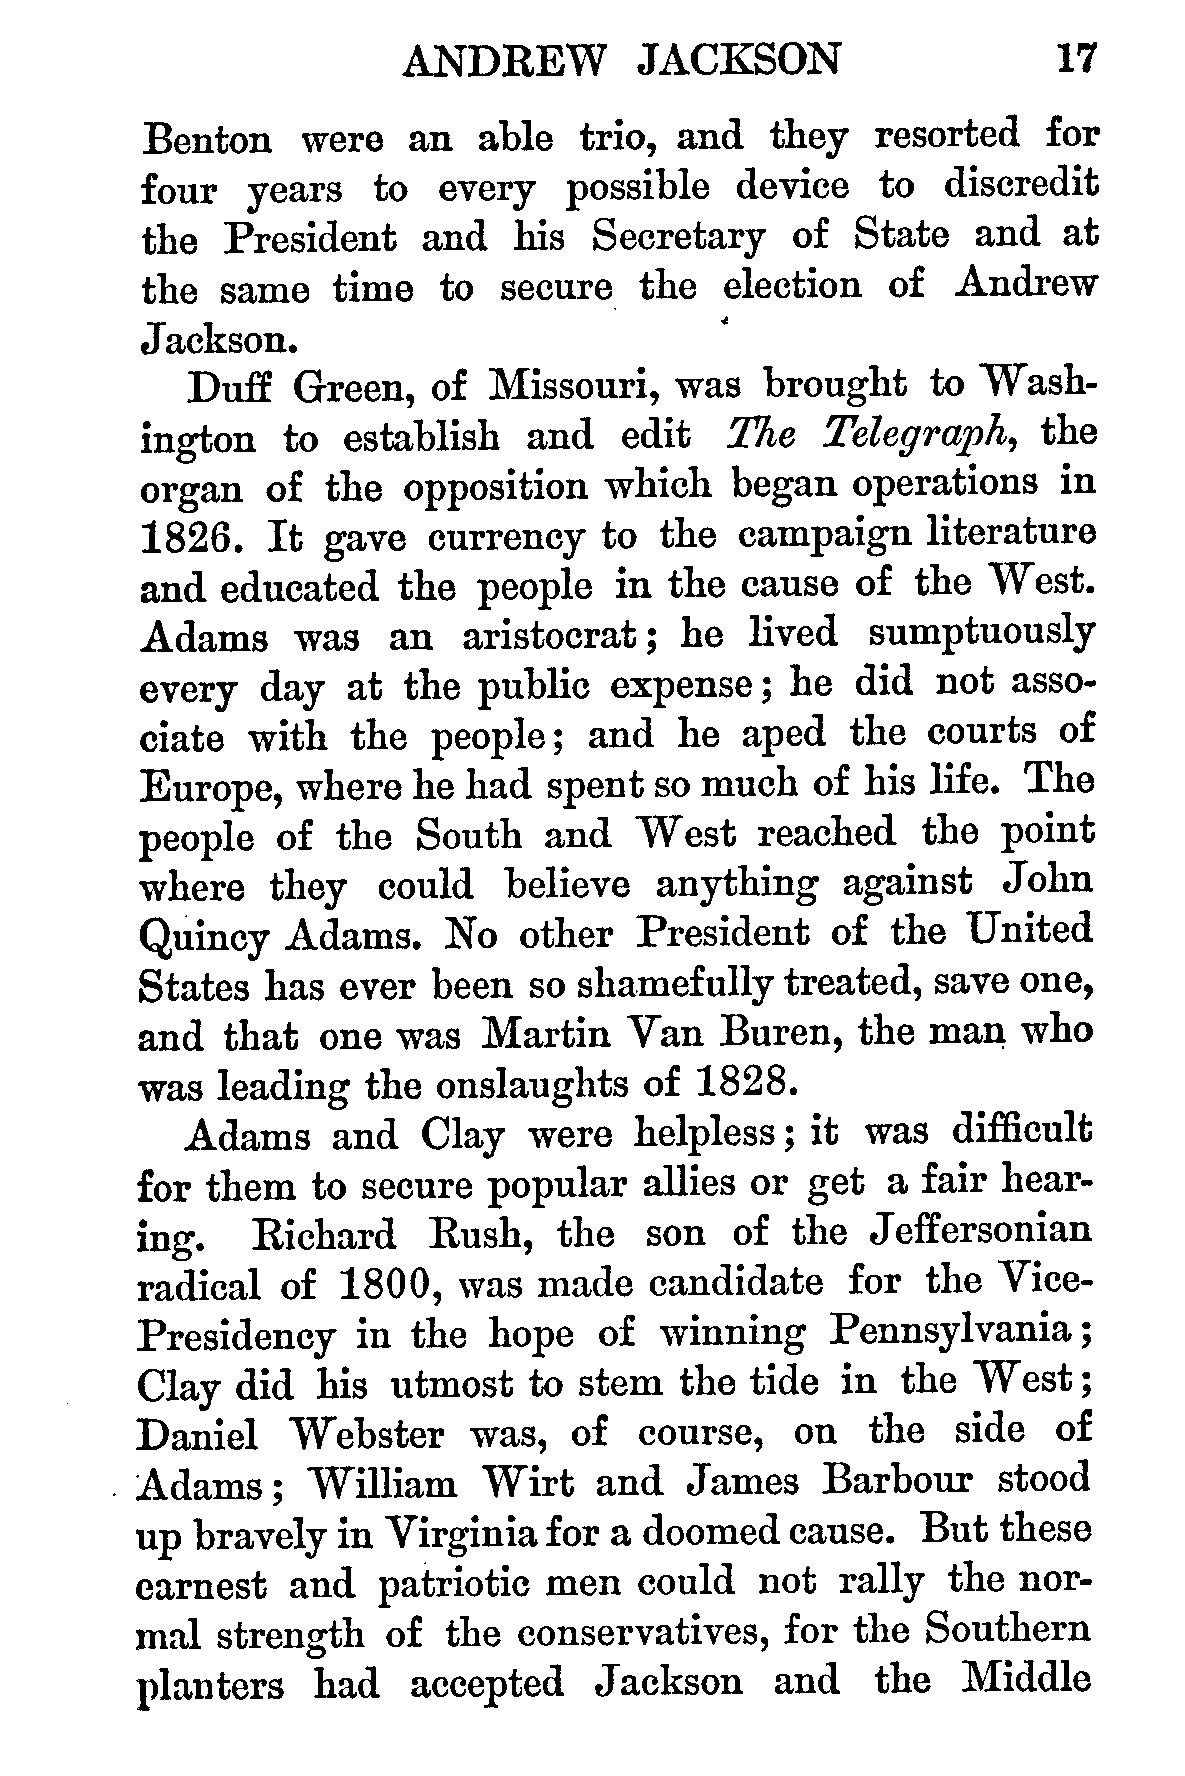 ANDREW JACKSON 17
Benton were an able trio, and they resorted for
four years to every possible device to discredit
the President and his Secretary of State and at
the same time to secure the election of Andrew
Jackson.
Duff Green, of Missouri, was brought to Wash-
ington to establish and edit The Telegraph, the
organ of the opposition which began operations in
1826. It gave currency to the campaign literature
and educated the people in the cause of the West.
Adams was an aristocrat; he lived sumptuously
every day at the public expense; he did not asso-
ciate with the people; and he aped the courts of
Europe, where he had spent so much of his life. The
people of the South and West reached the point
where they could believe anything against John
Quincy Adams. No other President of the United
States has ever been so shamefully treated, save one,
and that one was Martin Van Buren, the man who
was leading the onslaughts of 1828.
Adams and Clay were helpless; it was difficult
for them to secure popular allies or get a fair hear-
ing. Richard Rush, the son of the Jeffersonian
radical of 1800, was made candidate for the Vice-
Presidency in the hope of winning Pennsylvania;
Clay did his utmost to stem the tide in the West;
Daniel Webster was, of course, on the side of
Adams; William Wirt and James Barbour stood
up bravely in Virginia for a doomed cause. But these
earnest and patriotic men could not rally the nor-
mal strength of the conservatives, for the Southern
planters had accepted Jackson and the Middle